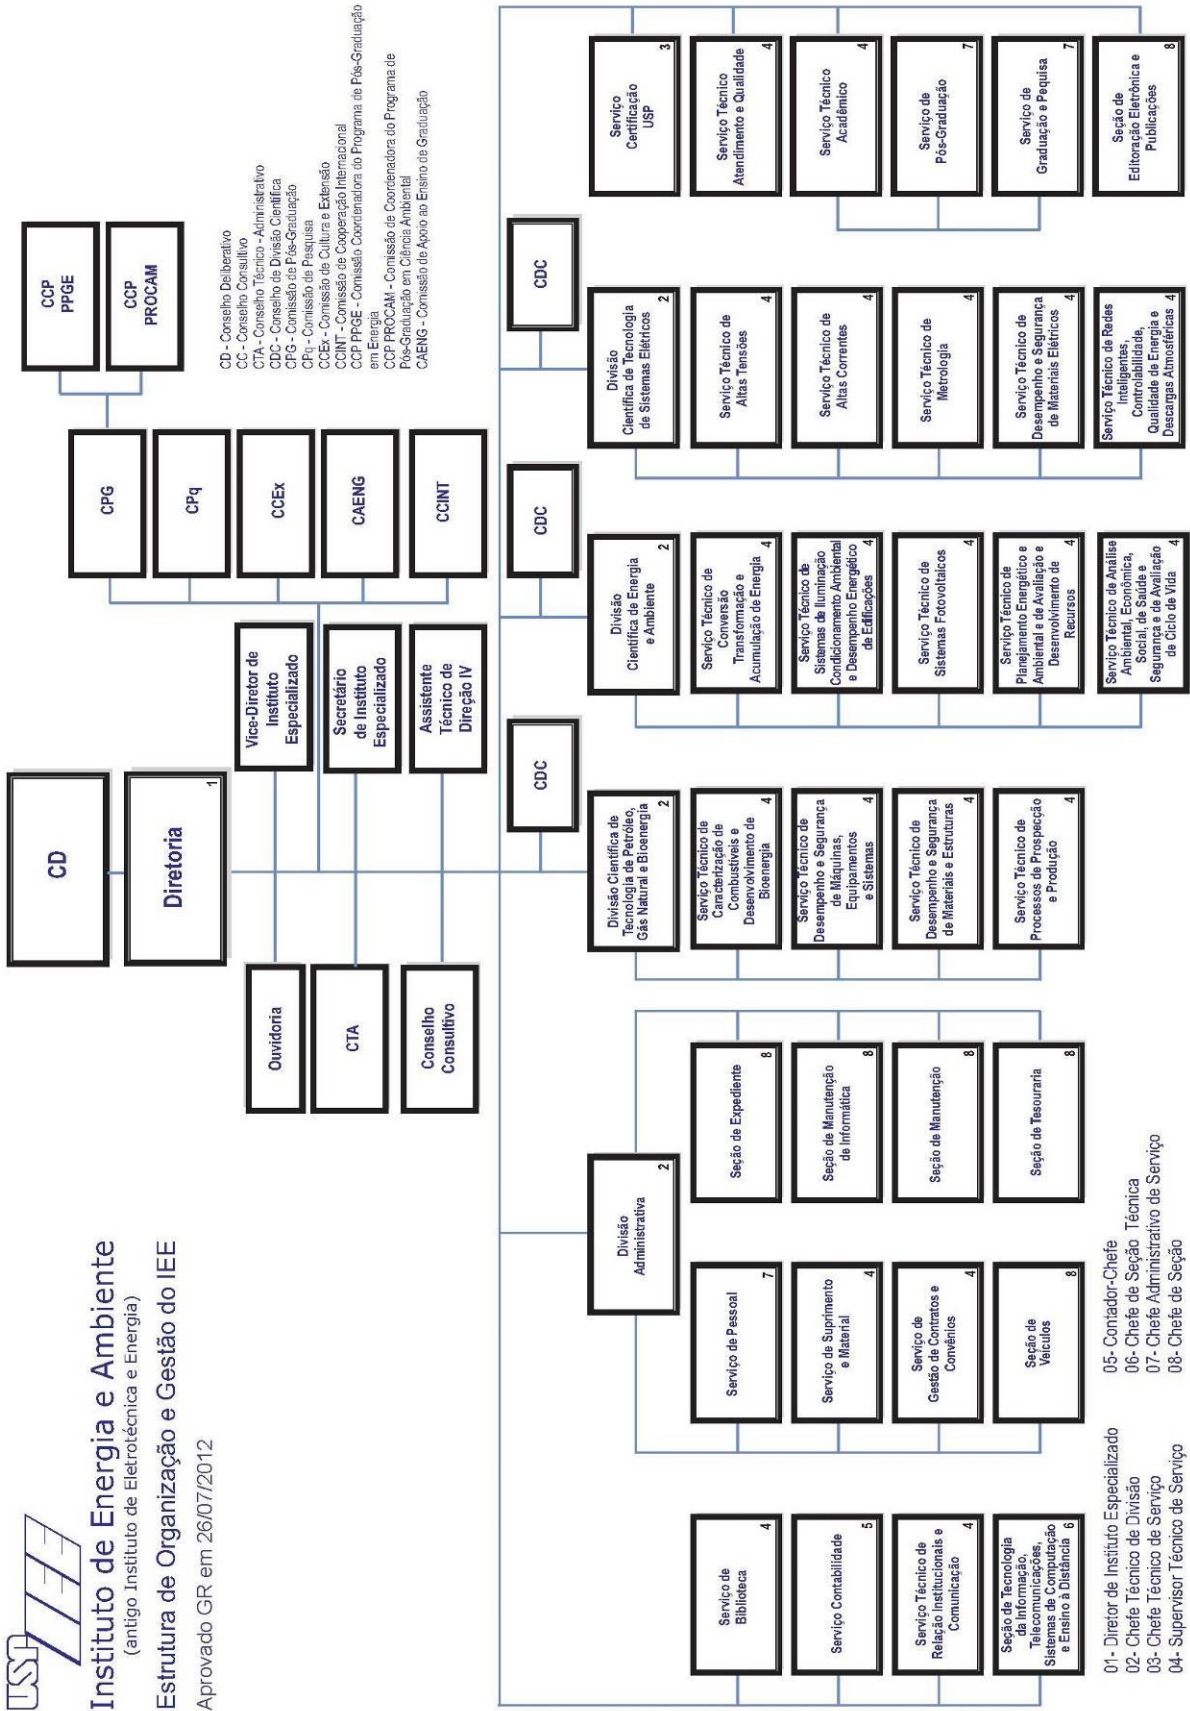 USP
IEE
Instituto de Energia e Ambiente
(antigo Instituto de Eletrotécnica e Energia)
Estrutura de Organização e Gestão do IEE
Aprovado GR em 26/07/2012
CD
Diretoria
1
Ouvidoria
CTA
Conselho
Consultivo
Vice-Diretor de
Instituto
Especializado
Secretário
de Instituto
Especializado
Assistente
Técnico de
Direção IV
CPG
CPq
CCEx
CAENG
CCINT
CCP
PPGE
CCP
PROCAM
CD - Conselho Deliberativo
CC - Conselho Consultivo
CTA - Conselho Técnico - Administrativo
CDC - Conselho de Divisão Científica
CPG - Comissão de Pós-Graduação
CPq - Comissão de Pesquisa
CCEx - Comissão de Cultura e Extensão
CCINT - Comissão de Cooperação Internacional
CCP PPGE - Comissão Coordenadora do Programa de Pós-Graduação
em Energia
CCP PROCAM - Comissão de Coordenadora do Programa de
Pós-Graduação em Ciência Ambiental
CAENG - Comissão de Apoio ao Ensino de Graduação
Serviço de
Biblioteca
4
Serviço Contabilidade
5
Serviço Técnico de
Relação Institucionais e
Comunicação
4
Seção de Tecnologia
da Informação,
Telecomunicações,
Sistemas de Computação
e Ensino à Distância 6
Divisão
Administrativa
2
Serviço de Pessoal
7
Serviço de Suprimento
e Material
4
Serviço de
Gestão de Contratos e
Convênios
4
Seção de
Veículos
8
Seção de Expediente
8
Seção de Manutenção
de Informática
8
Seção de Manutenção
8
Seção de Tesouraria
8
CDC
Divisão Científica de
Tecnologia de Petróleo,
Gás Natural e Bioenergia
2
Serviço Técnico de
Caracterização de
Combustíveis e
Desenvolvimento de
Bioenergia
4
Serviço Técnico de
Desempenho e Segurança
de Máquinas,
Equipamentos
e Sistemas
4
Serviço Técnico de
Desempenho e Segurança
de Materiais e Estruturas
4
Serviço Técnico de
Processos de Prospecção
e Produção
4
CDC
Divisão
Científica de Energia
e Ambiente
2
Serviço Técnico de
Conversão
Transformação e
Acumulação de Energia
4
Serviço Técnico de
Sistemas de Iluminação
Condicionamento Ambiental
e Desempenho Energético
de Edificações
4
Serviço Técnico de
Sistemas Fotovoltaicos
4
Serviço Técnico de
Planejamento Energético e
Ambiental e de Avaliação e
Desenvolvimento de
Recursos
4
Serviço Técnico de Análise
Ambiental, Econômica,
Social, de Saúde e
Segurança e de Avaliação
de Ciclo de Vida
4
CDC
Divisão
Científica de Tecnologia
de Sistemas Elétricos
2
Serviço Técnico de
Altas Tensões
4
Serviço Técnico de
Altas Correntes
4
Serviço Técnico de
Metrologia
4
Serviço Técnico de
Desempenho e Segurança
de Materiais Elétricos
4
Serviço Técnico de Redes
Inteligentes,
Controlabilidade,
Qualidade de Energia e
Descargas Atmosféricas 4
Serviço
Certificação
USP
3
Serviço Técnico
Atendimento e Qualidade
4
Serviço Técnico
Acadêmico
4
Serviço de
Pós-Graduação
7
Serviço de
Graduação e Pequisa
7
Seção de
Editoração Eletrônica e
Publicações
8
01- Diretor de Instituto Especializado
02- Chefe Técnico de Divisão
03- Chefe Técnico de Serviço
04- Supervisor Técnico de Serviço
05- Contador-Chefe
06- Chefe de Seção Técnica
07- Chefe Administrativo de Serviço
08- Chefe de Seção